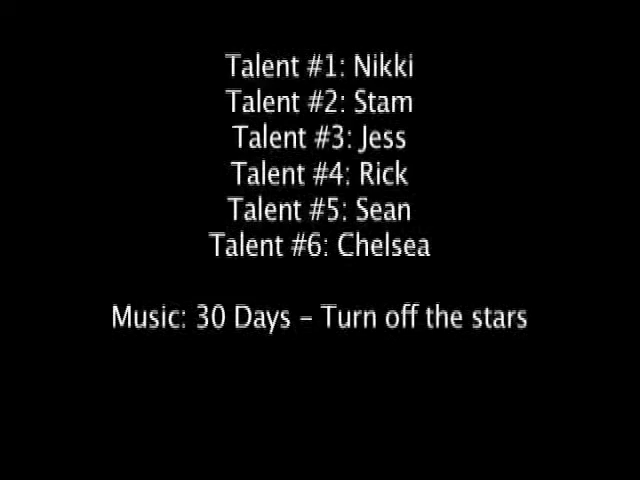 Talent #1: Nikki
Talent #2: Stam
Talent #3: Jess
Talent #4: Rick
Talent #5: Sean
Talent #6: Chelsea
Music: 30 Days – Turn off the stars